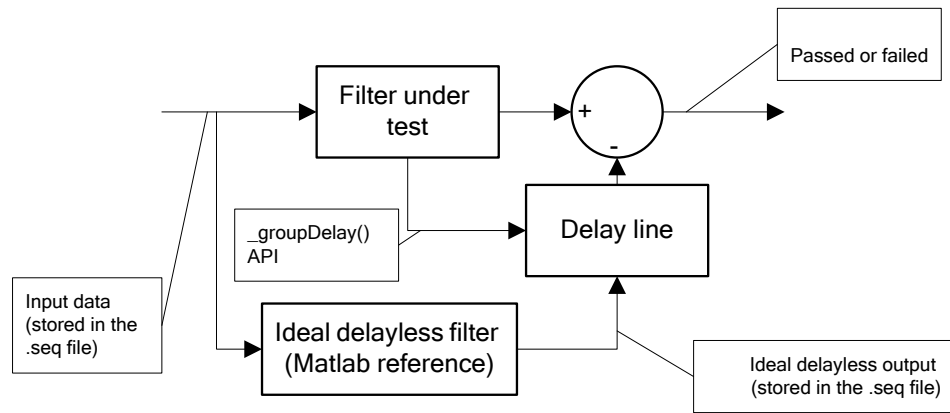 Passed or failed
Filter under
test
+
-
_groupDelay()
API
Delay line
Input data
(stored in the
.seq file)
Ideal delayless filter
(Matlab reference)
Ideal delayless output
(stored in the .seq file)